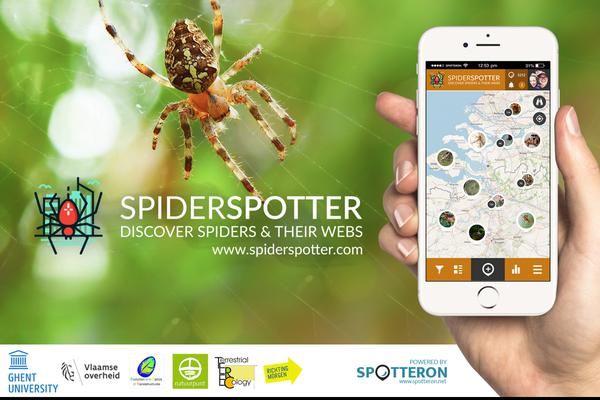 SPIDERSPOTTER
DISCOVER SPIDERS & THEIR WEBS
www.spiderspotter.com
SPOTTERON
12:53 pm
31%
SPIDERSPOTTER
DISCOVER SPIDERS & THEIR WEBS
GHENT
UNIVERSITY
Vlaamse
overheid
natuurpunt
Terrestrial
Ecology
RICHTING
MORGEN
POWERED BY
SPOTTERON
www.spotteron.net